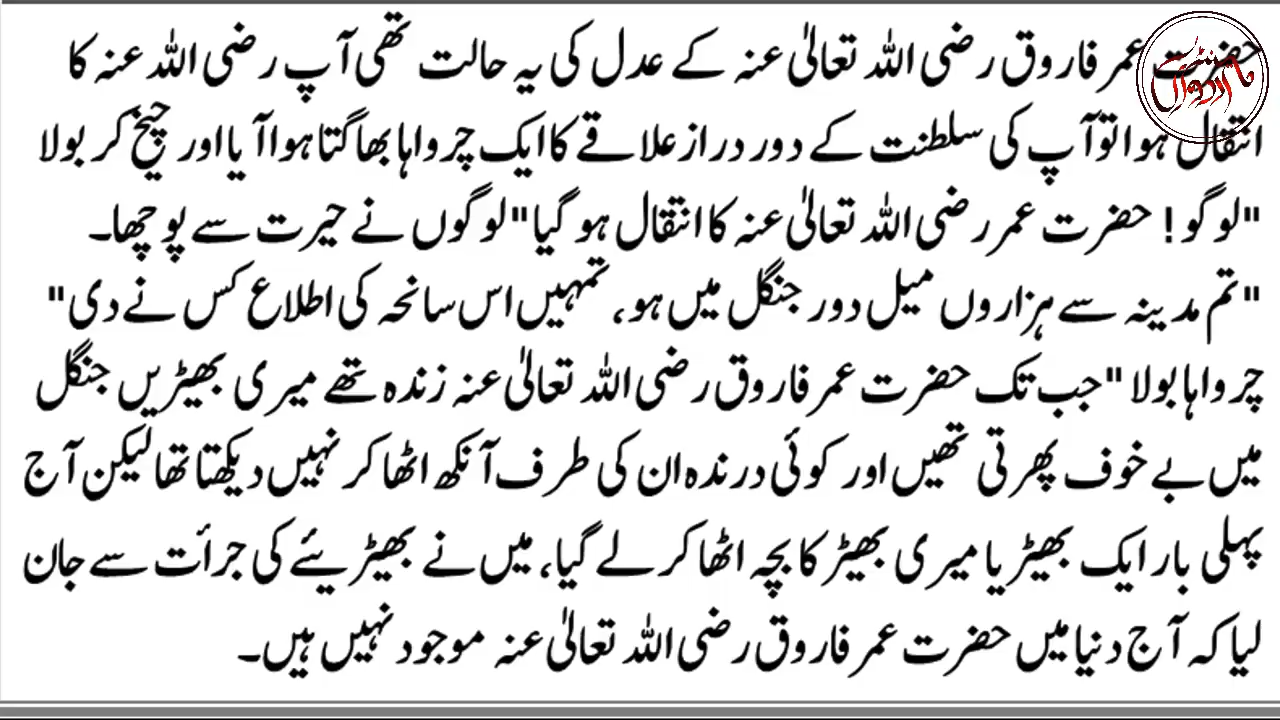 حضرت عمر فاروق رضی اللہ تعالیٰ عنہ کے عدل کی یہ حالت تھی آپ رضی اللہ عنہ کا
انتقال ہوا تو آپ کی سلطنت کے دور دراز علاقے کا ایک چرواہا بھاگتا ہوا آیا اور چیخ کر بولا
"لوگو! حضرت عمر رضی اللہ تعالیٰ عنہ کا انتقال ہو گیا" لوگوں نے حیرت سے پوچھا۔
"تم مدینہ سے ہزاروں میل دور جنگل میں ہو، تمہیں اس سانحہ کی اطلاع کس نے دی"
چرواہا بولا "جب تک حضرت عمر فاروق رضی اللہ تعالیٰ عنہ زندہ تھے میری بھیڑیں جنگل
میں بے خوف پھرتی تھیں اور کوئی درندہ ان کی طرف آنکھ اٹھا کر نہیں دیکھتا تھا لیکن آج
پہلی بار ایک بھیڑیا میری بھیڑ کا بچہ اٹھا کر لے گیا، میں نے بھیڑیئے کی جرأت سے جان
لیا کہ آج دنیا میں حضرت عمر فاروق رضی اللہ تعالیٰ عنہ موجود نہیں ہیں۔